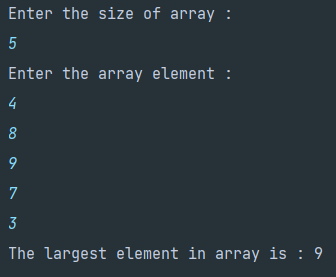 Enter the size of array :
5
Enter the array element :
4
8
9
7
3
The largest element in array is : 9